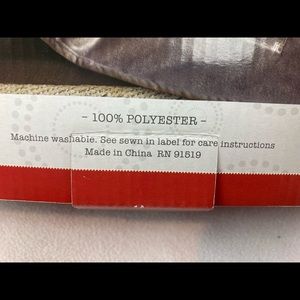 - 100% POLYESTER -
Machine washable. See sewn in label for care instructions
Made in China RN 91519